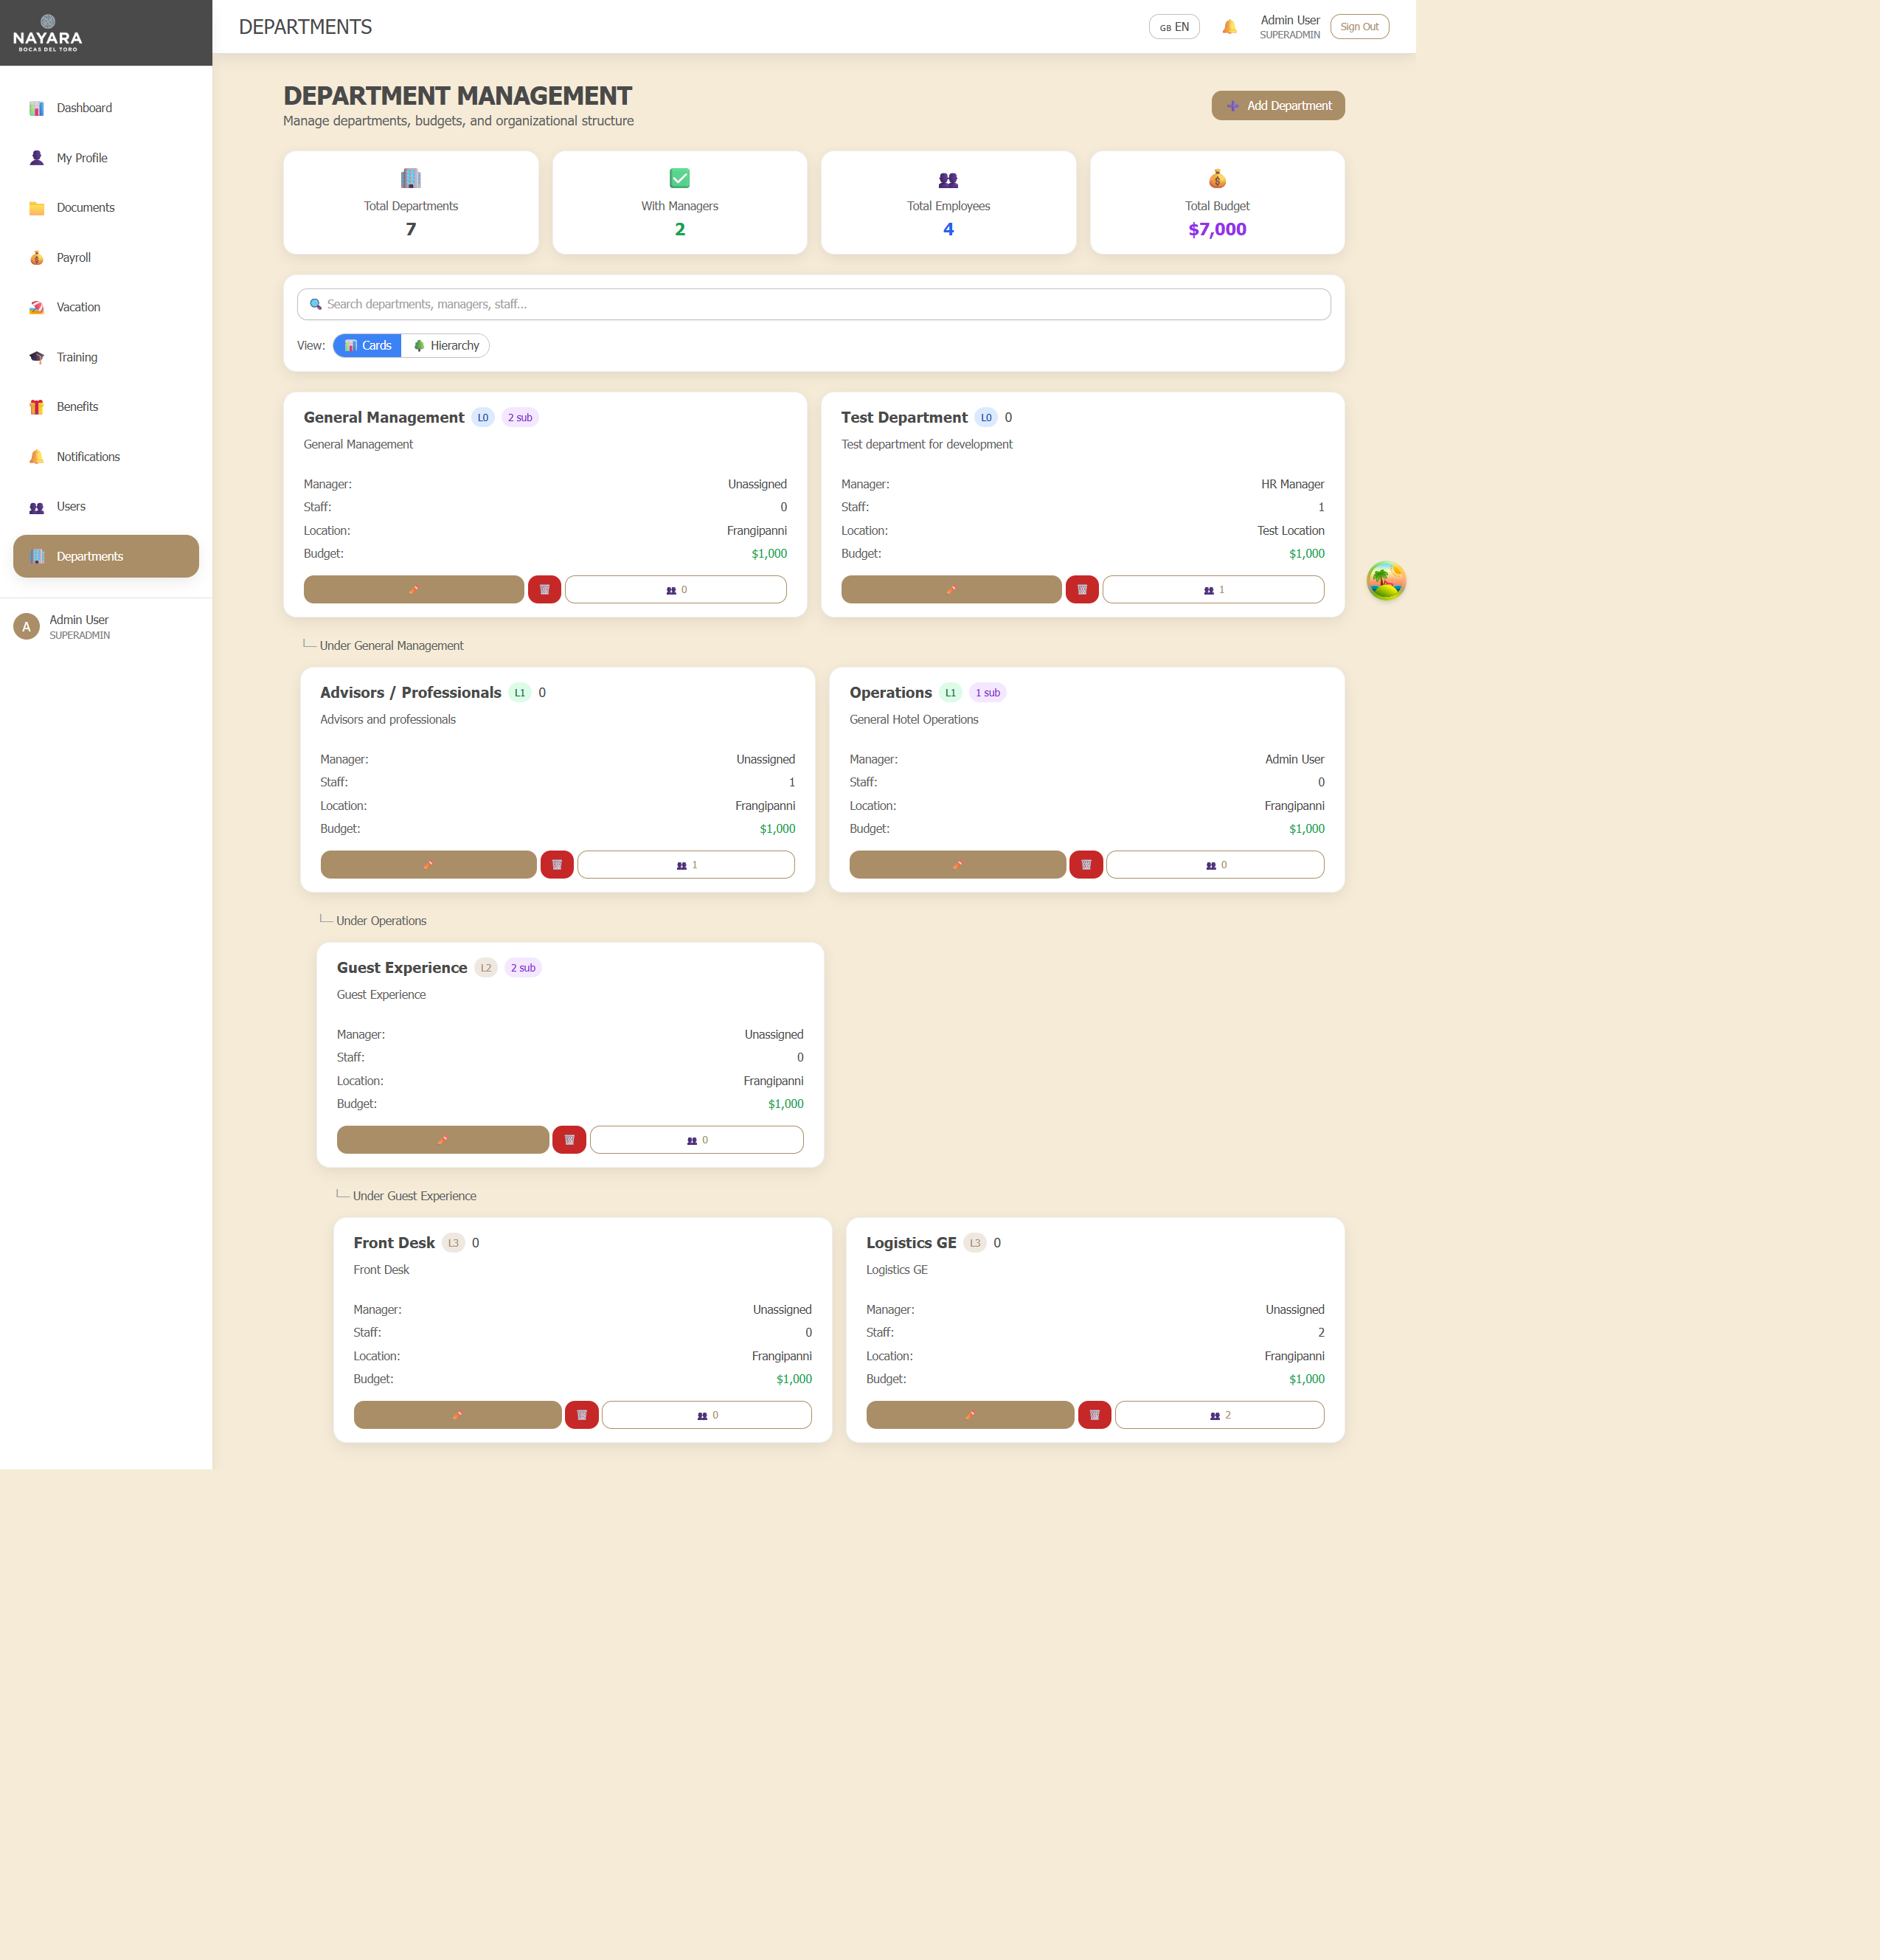 NAYARA
BOCAS DEL TORO
DEPARTMENTS
GB EN
Admin User
SUPERADMIN
Sign Out
Dashboard
My Profile
Documents
Payroll
Vacation
Training
Benefits
Notifications
Users
Departments
A
Admin User
SUPERADMIN
DEPARTMENT MANAGEMENT
Manage departments, budgets, and organizational structure
Add Department
Total Departments
7
With Managers
2
Total Employees
4
Total Budget
$7,000
Search departments, managers, staff...
View: Cards Hierarchy
General Management L0 2 sub
General Management
Manager: Unassigned
Staff: 0
Location: Frangipanni
Budget: $1,000
0
Test Department L0 0
Test department for development
Manager: HR Manager
Staff: 1
Location: Test Location
Budget: $1,000
1
Under General Management
Advisors / Professionals L1 0
Advisors and professionals
Manager: Unassigned
Staff: 1
Location: Frangipanni
Budget: $1,000
1
Operations L1 1 sub
General Hotel Operations
Manager: Admin User
Staff: 0
Location: Frangipanni
Budget: $1,000
0
Under Operations
Guest Experience L2 2 sub
Guest Experience
Manager: Unassigned
Staff: 0
Location: Frangipanni
Budget: $1,000
0
Under Guest Experience
Front Desk L3 0
Front Desk
Manager: Unassigned
Staff: 0
Location: Frangipanni
Budget: $1,000
0
Logistics GE L3 0
Logistics GE
Manager: Unassigned
Staff: 2
Location: Frangipanni
Budget: $1,000
2